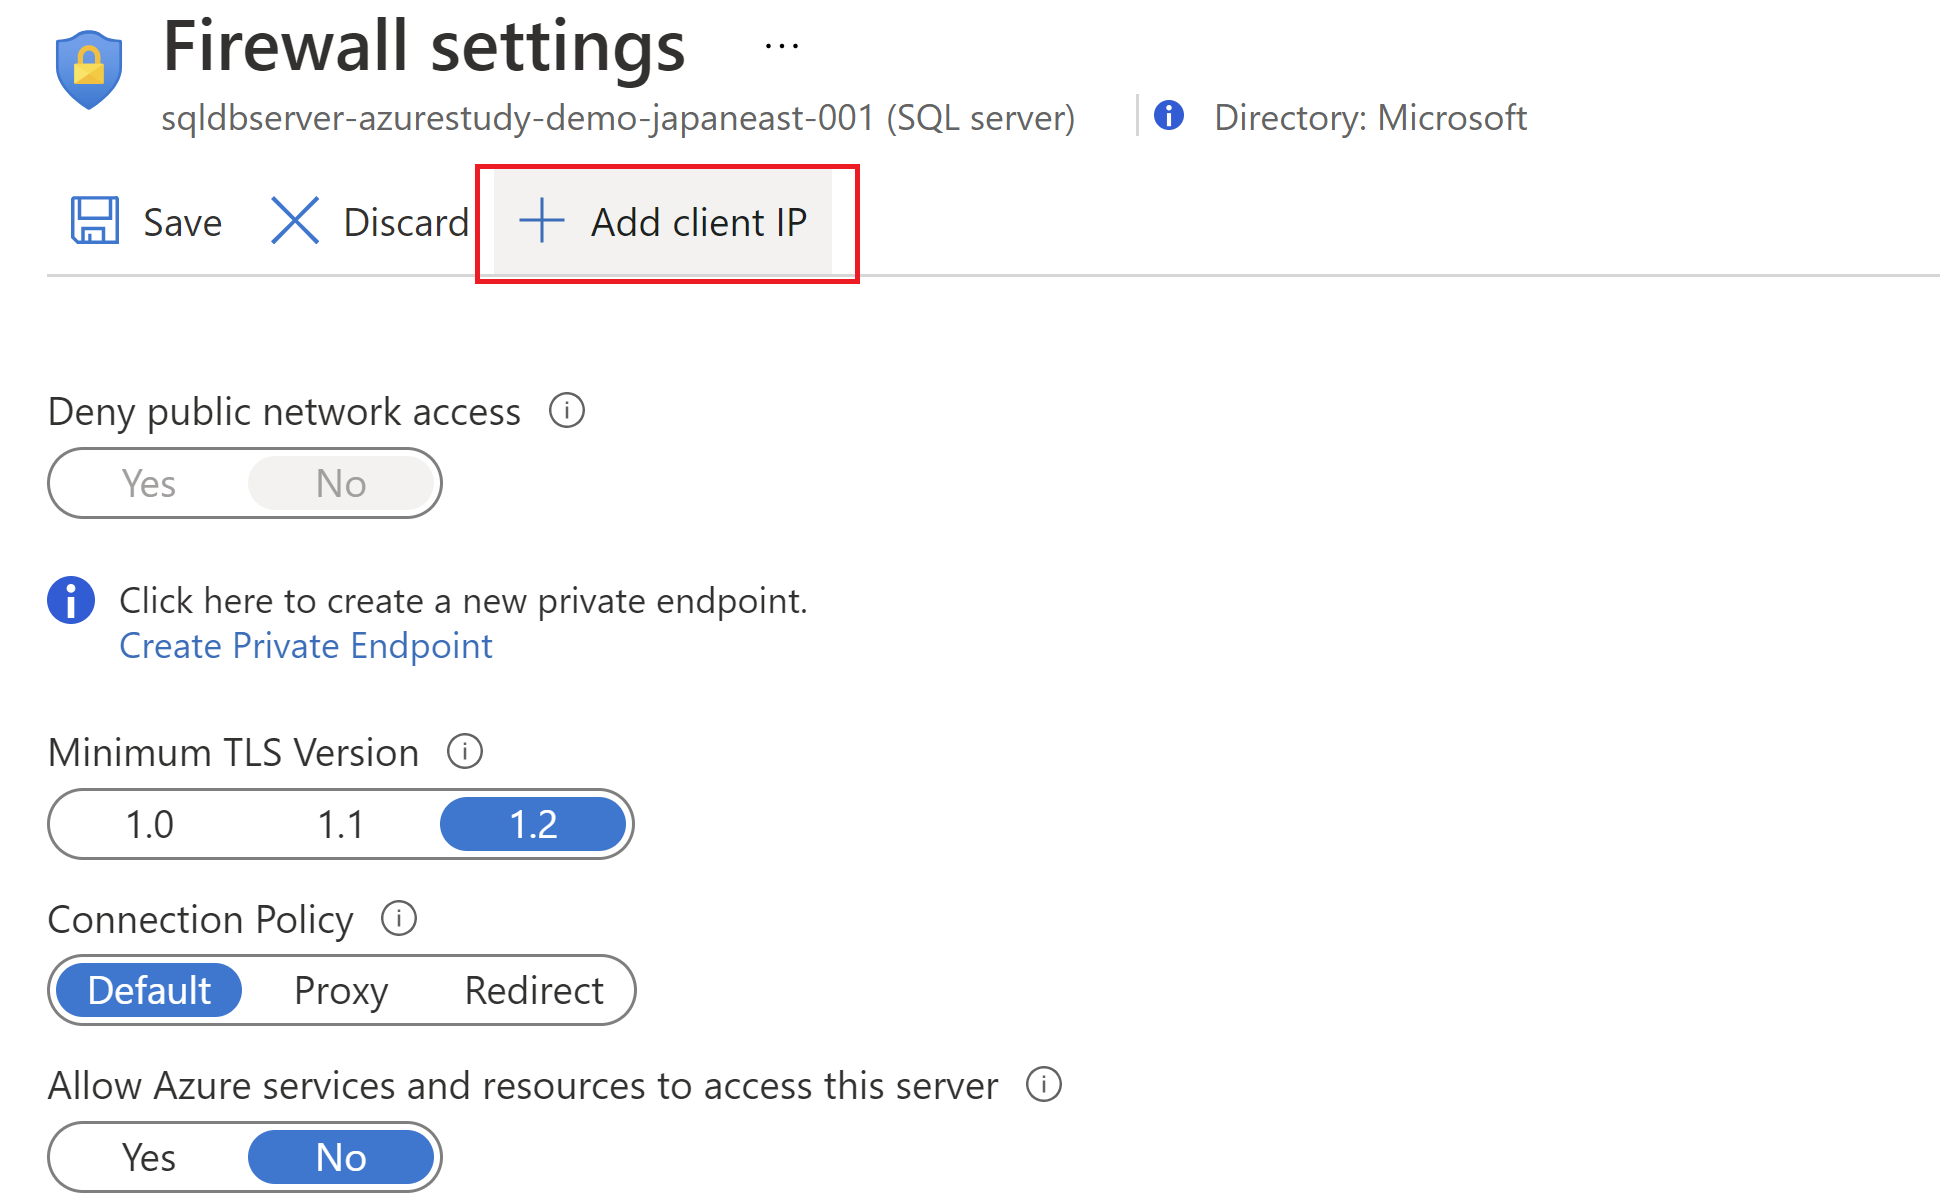 Firewall settings ...
sqldbserver-azurestudy-demo-japaneast-001 (SQL server) Directory: Microsoft
Save Discard Add client IP
Deny public network access
Yes No
Click here to create a new private endpoint.
Create Private Endpoint
Minimum TLS Version
1.0 1.1 1.2
Connection Policy
Default Proxy Redirect
Allow Azure services and resources to access this server
Yes No